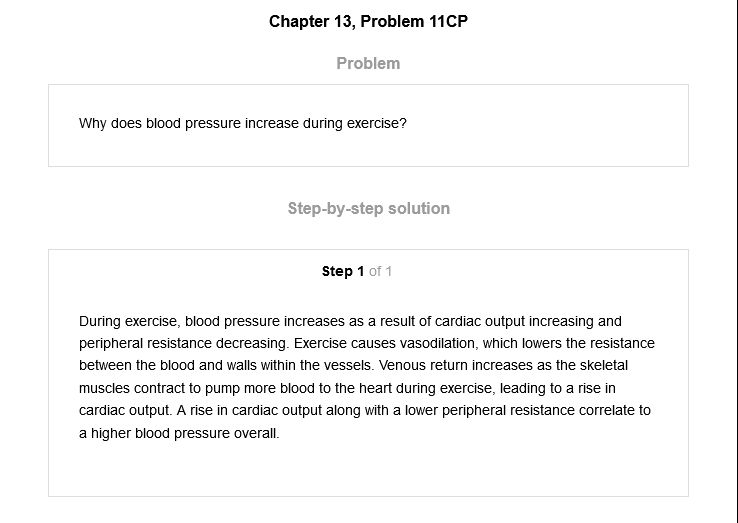 Chapter 13, Problem 11CP
Problem
Why does blood pressure increase during exercise?
Step-by-step solution
Step 1 of 1
During exercise, blood pressure increases as a result of cardiac output increasing and
peripheral resistance decreasing. Exercise causes vasodilation, which lowers the resistance
between the blood and walls within the vessels. Venous return increases as the skeletal
muscles contract to pump more blood to the heart during exercise, leading to a rise in
cardiac output. A rise in cardiac output along with a lower peripheral resistance correlate to
a higher blood pressure overall.